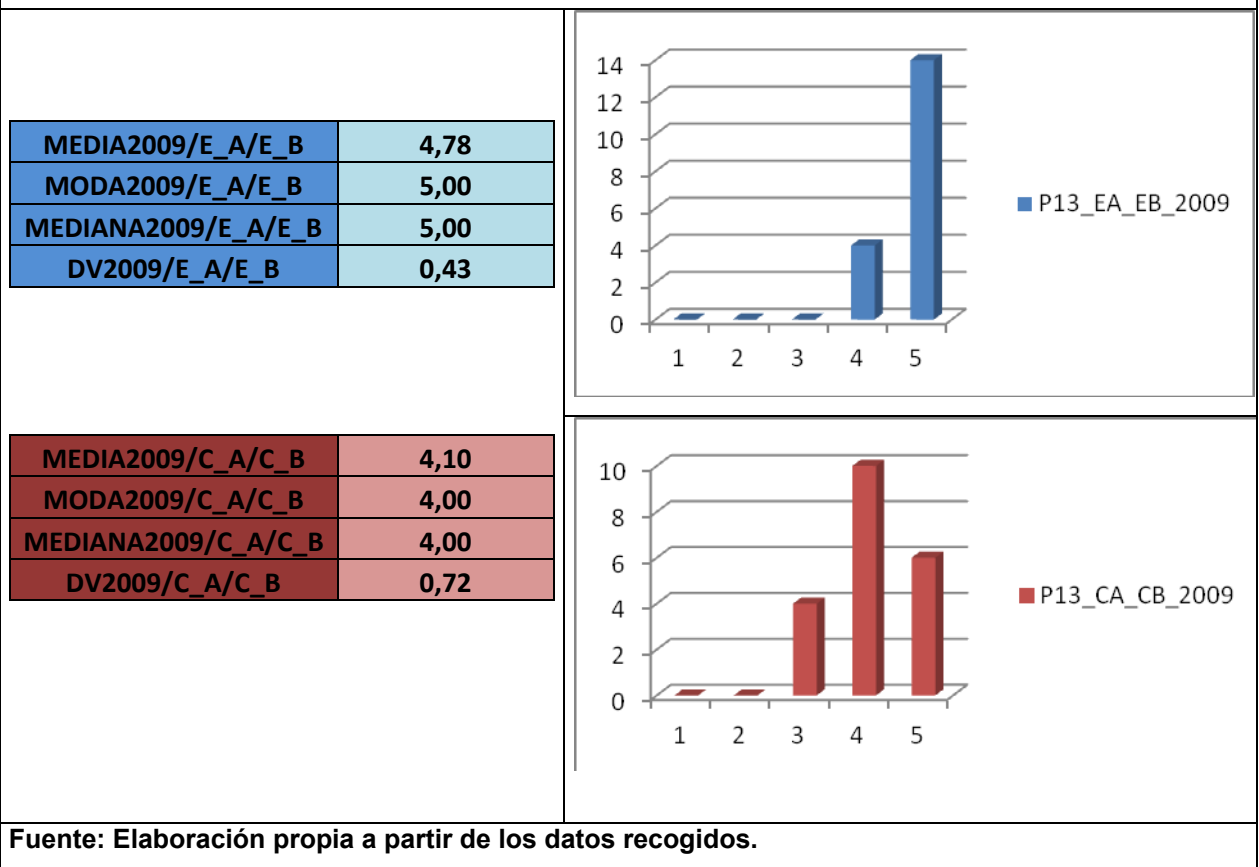 MEDIA2009/E_A/E_B 4,78
MODA2009/E_A/E_B 5,00
MEDIANA2009/E_A/E_B 5,00
DV2009/E_A/E_B 0,43
14
12
10
8
6
4
2
0
1 2 3 4 5
P13_EA_EB_2009
MEDIA2009/C_A/C_B 4,10
MODA2009/C_A/C_B 4,00
MEDIANA2009/C_A/C_B 4,00
DV2009/C_A/C_B 0,72
10
8
6
4
2
0
1 2 3 4 5
P13_CA_CB_2009
Fuente: Elaboración propia a partir de los datos recogidos.